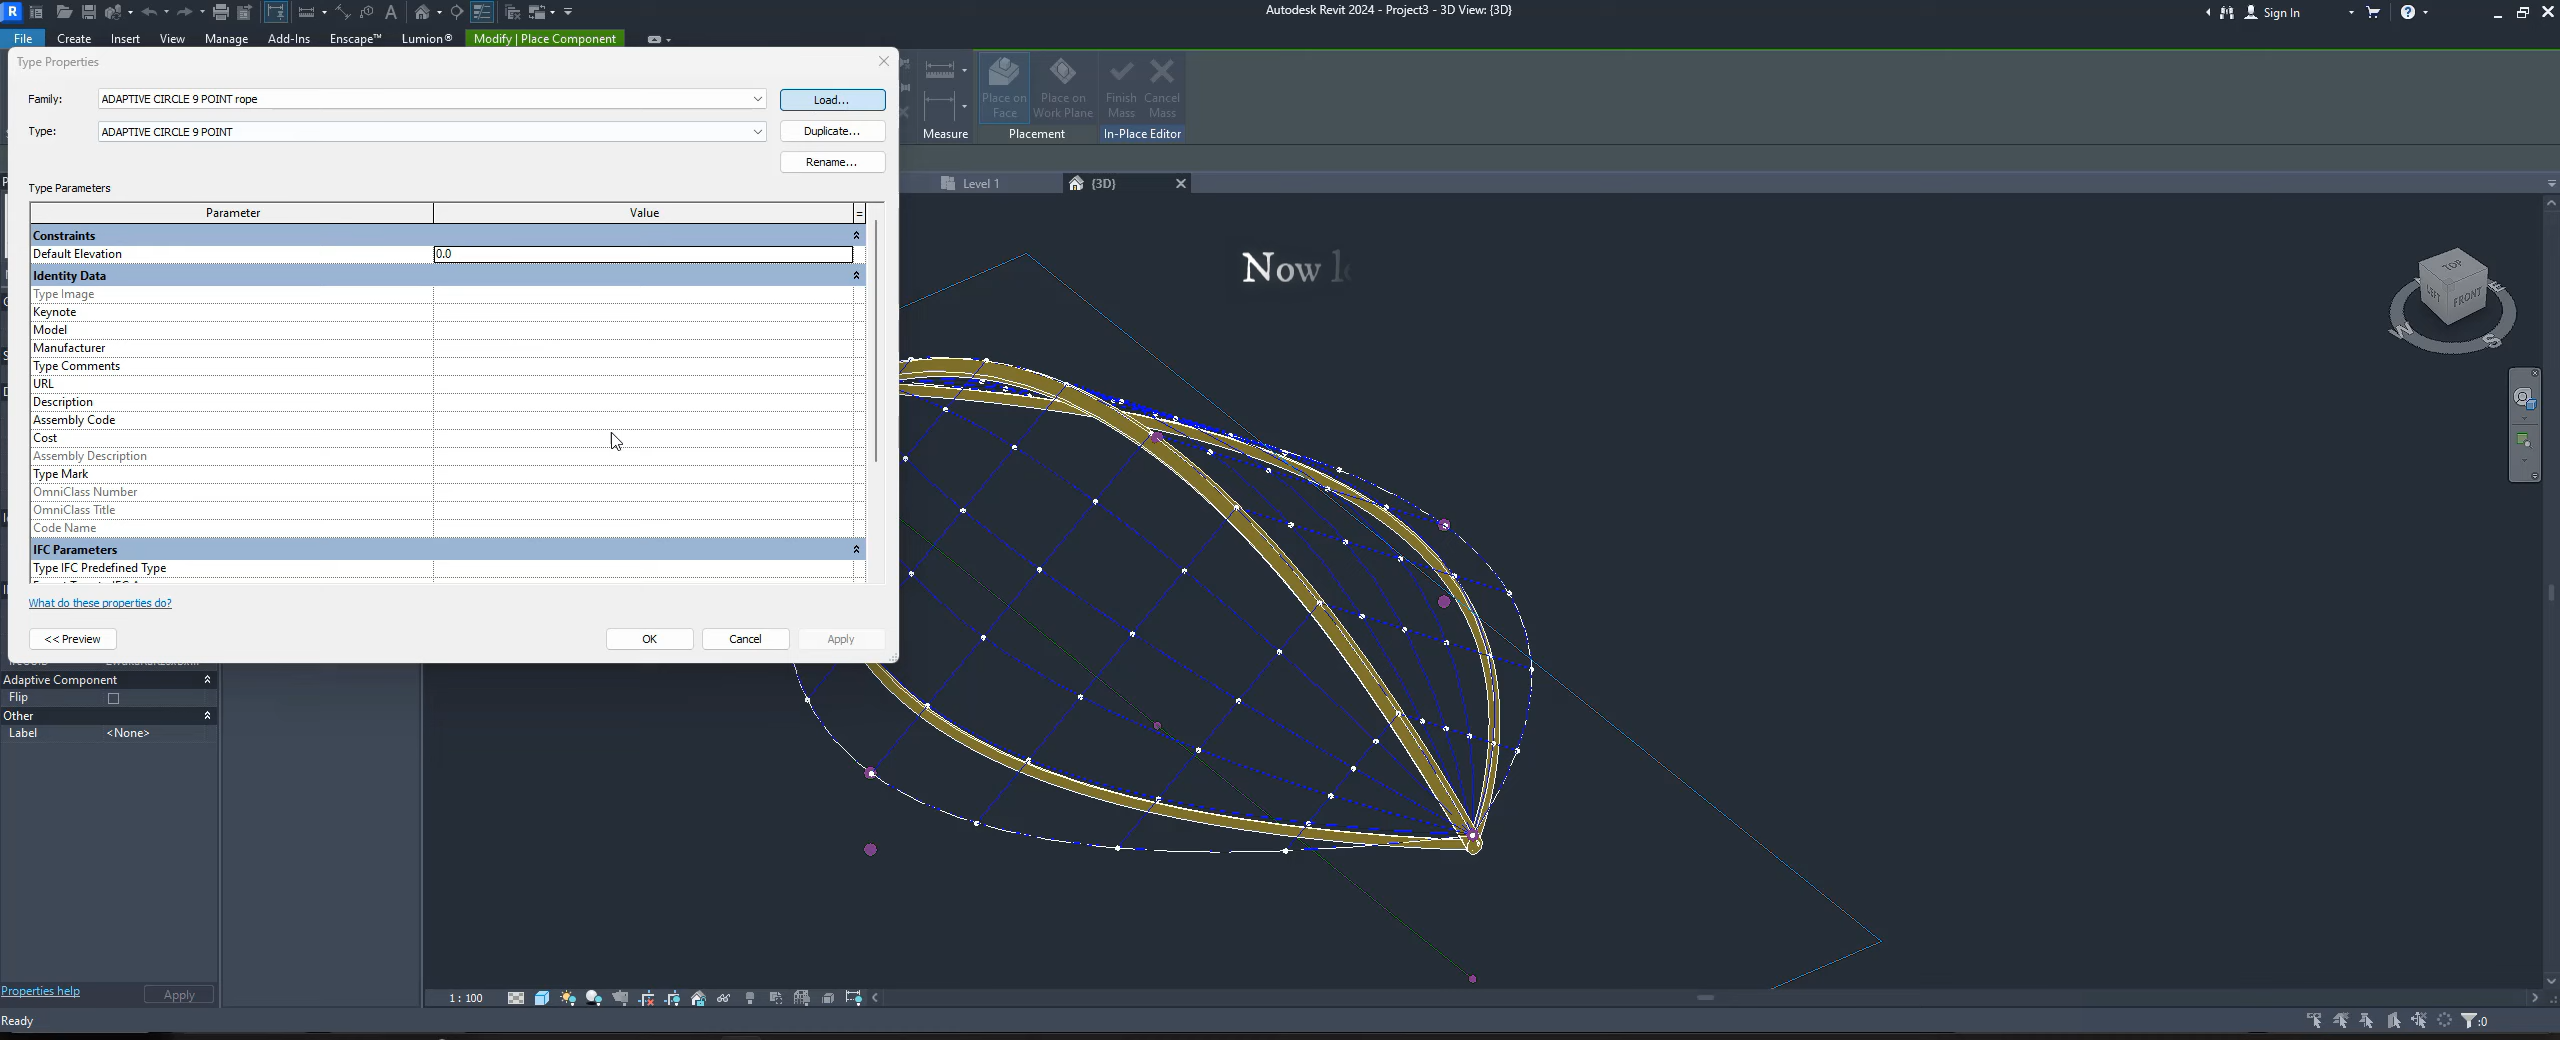 Autodesk Revit 2024 - Project3 - 3D View: {3D}
Sign In
File Create Insert View Manage Add-Ins Enscape™ Lumion® Modify | Place Component
Type Properties
Family: ADAPTIVE CIRCLE 9 POINT rope Load...
Type: ADAPTIVE CIRCLE 9 POINT Duplicate...
Rename...
Place on Face
Place on Work Plane
Finish Mass
Cancel Mass
Measure Placement In-Place Editor
Level 1 {3D}
Type Parameters
Parameter Value =
Constraints
Default Elevation 0.0
Identity Data
Type Image
Keynote
Model
Manufacturer
Type Comments
URL
Description
Assembly Code
Cost
Assembly Description
Type Mark
OmniClass Number
OmniClass Title
Code Name
IFC Parameters
Type IFC Predefined Type
What do these properties do?
<< Preview OK Cancel Apply
Now
TOP
LEFT FRONT
W S E
Adaptive Component
Flip
Other
Label <None>
Properties help Apply
1 : 100
Ready
:0